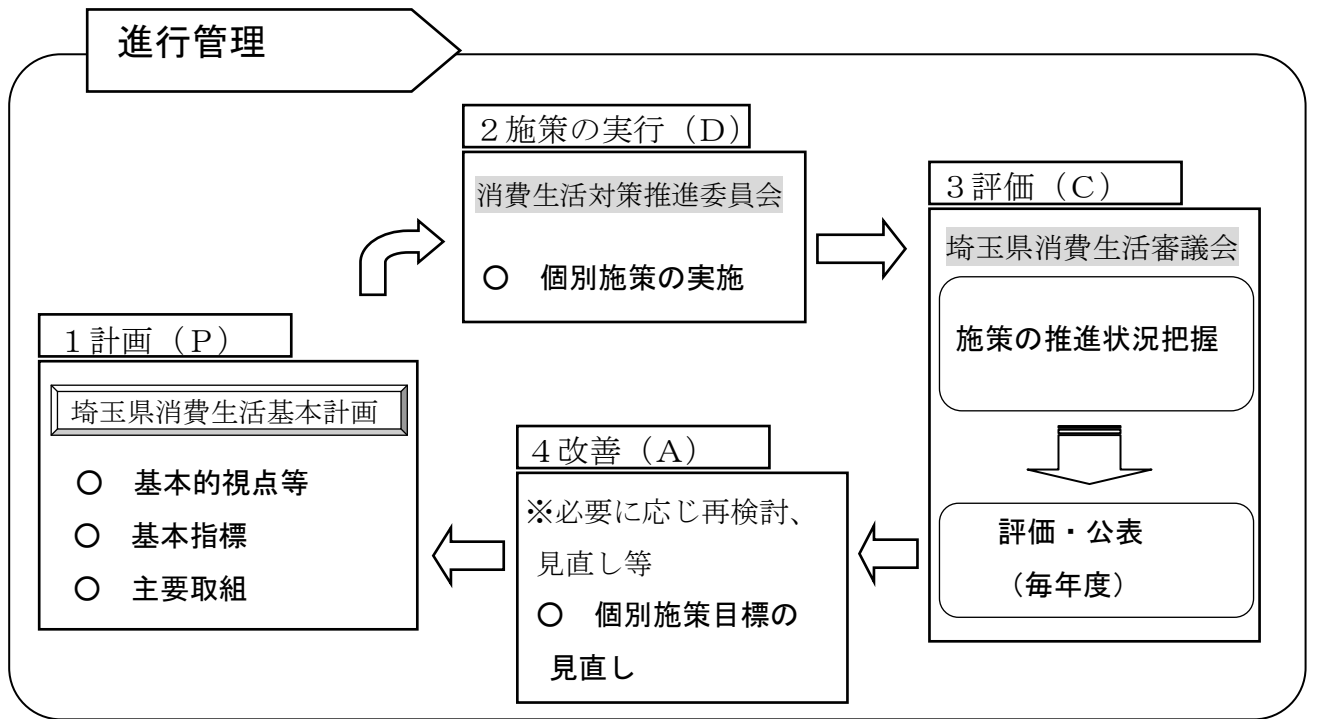 進行管理
1計画（P）
埼玉県消費生活基本計画
○ 基本的視点等
○ 基本指標
○ 主要取組
2施策の実行（D）
消費生活対策推進委員会
○ 個別施策の実施
3評価（C）
埼玉県消費生活審議会
施策の推進状況把握
評価・公表
（毎年度）
4改善（A）
※必要に応じ再検討、
見直し等
○ 個別施策目標の
見直し